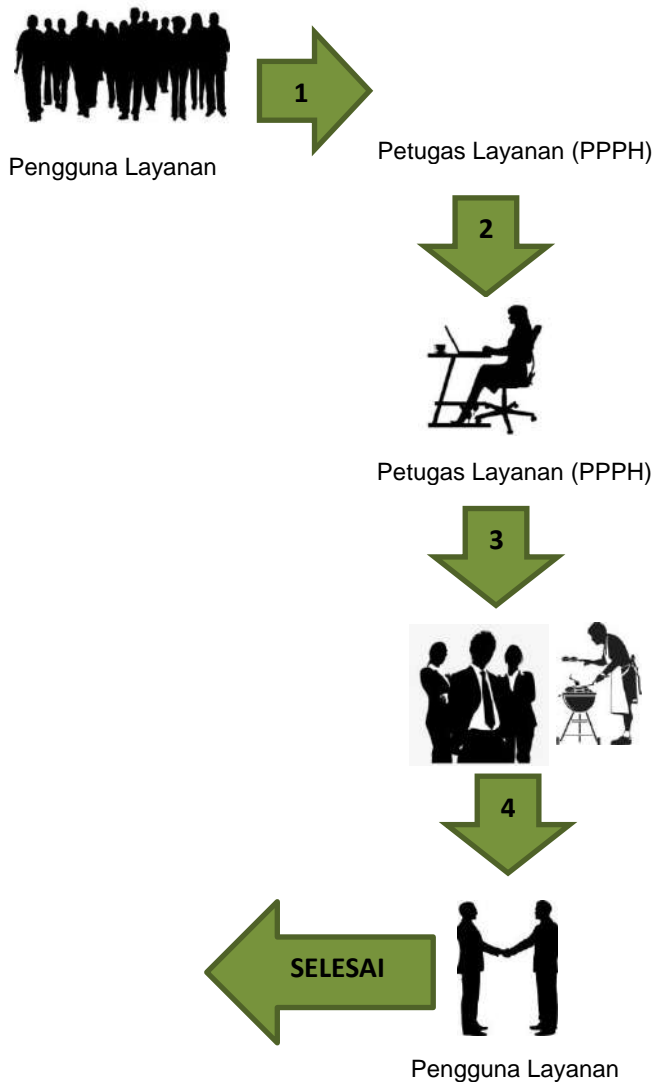 1
Pengguna Layanan
Petugas Layanan (PPPH)
2
Petugas Layanan (PPPH)
3
4
SELESAI
Pengguna Layanan